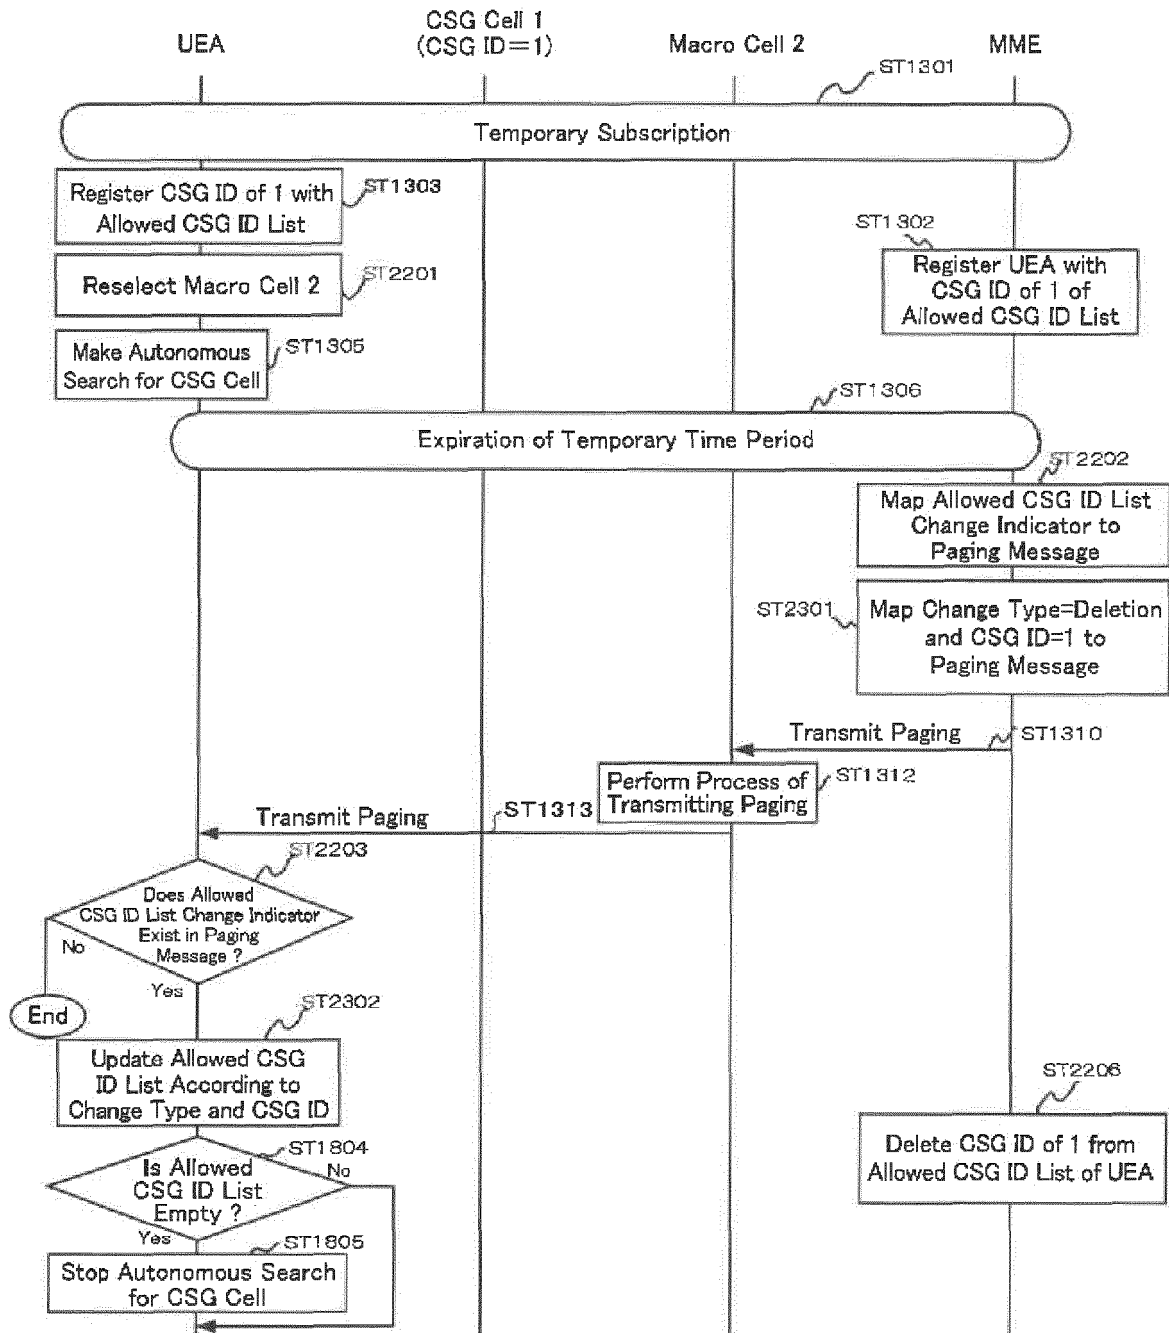 UEA
CSG Cell 1
(CSG ID=1)
Macro Cell 2
MME
ST1301
Temporary Subscription
Register CSG ID of 1 with
Allowed CSG ID List
ST1303
ST1302
Register UEA with
CSG ID of 1 of
Allowed CSG ID List
Reselect Macro Cell 2
ST2201
Make Autonomous
Search for CSG Cell
ST1305
ST1306
Expiration of Temporary Time Period
ST2202
Map Allowed CSG ID List
Change Indicator to
Paging Message
ST2301
Map Change Type=Deletion
and CSG ID=1 to
Paging Message
Transmit Paging
ST1310
Perform Process of
Transmitting Paging
ST1312
Transmit Paging
ST1313
ST2203
Does Allowed
CSG ID List Change Indicator
Exist in Paging
Message ?
No
Yes
End
ST2302
Update Allowed CSG
ID List According to
Change Type and CSG ID
ST2206
Delete CSG ID of 1 from
Allowed CSG ID List of UEA
ST1804
Is Allowed
CSG ID List
Empty ?
No
Yes
ST1805
Stop Autonomous Search
for CSG Cell